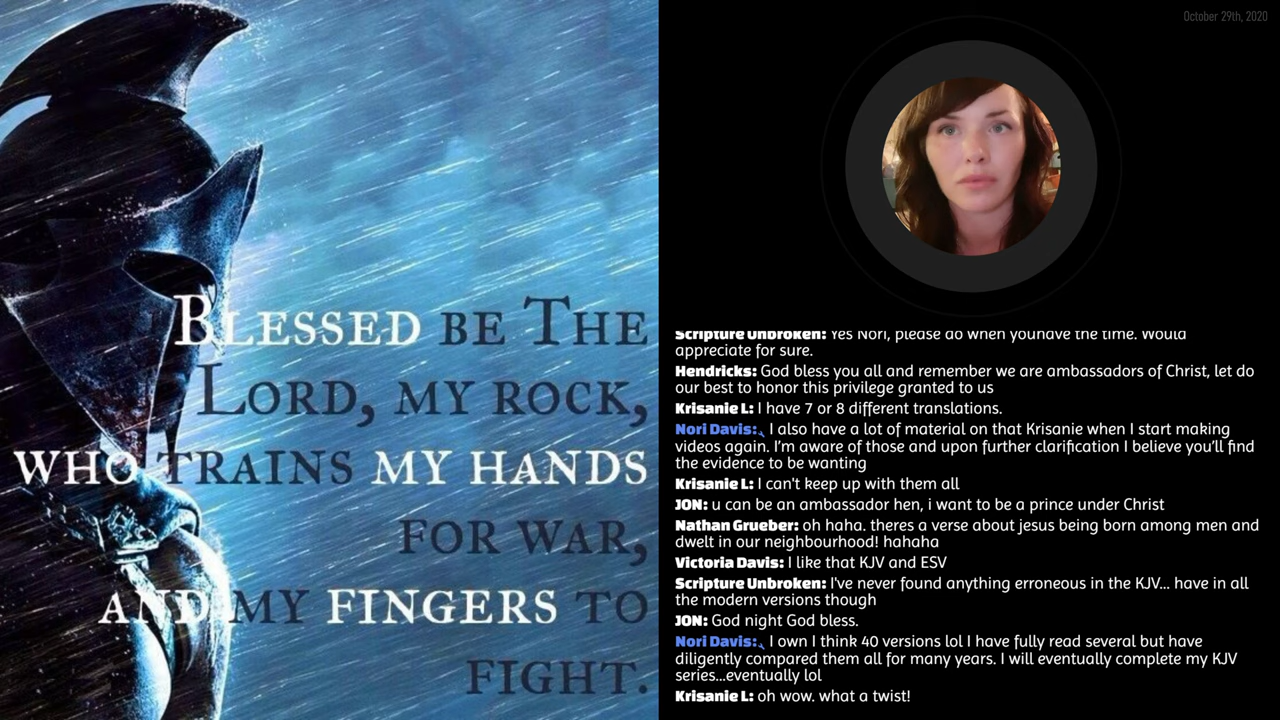 BLESSED BE THE
LORD, MY ROCK,
WHO TRAINS MY HANDS
FOR WAR,
AND MY FINGERS TO
FIGHT.
October 29th, 2020
Scripture Unbroken: Yes Nori, please do when youhave the time. Would
appreciate for sure.
Hendricks: God bless you all and remember we are ambassadors of Christ, let do
our best to honor this privilege granted to us
Krisanie L: I have 7 or 8 different translations.
Nori Davis: I also have a lot of material on that Krisanie when I start making
videos again. I'm aware of those and upon further clarification I believe you'll find
the evidence to be wanting
Krisanie L: I can't keep up with them all
JON: u can be an ambassador hen, i want to be a prince under Christ
Nathan Grueber: oh haha. theres a verse about jesus being born among men and
dwelt in our neighbourhood! hahaha
Victoria Davis: I like that KJV and ESV
Scripture Unbroken: I've never found anything erroneous in the KJV... have in all
the modern versions though
JON: God night God bless.
Nori Davis: I own I think 40 versions lol I have fully read several but have
diligently compared them all for many years. I will eventually complete my KJV
series...eventually lol
Krisanie L: oh wow. what a twist!